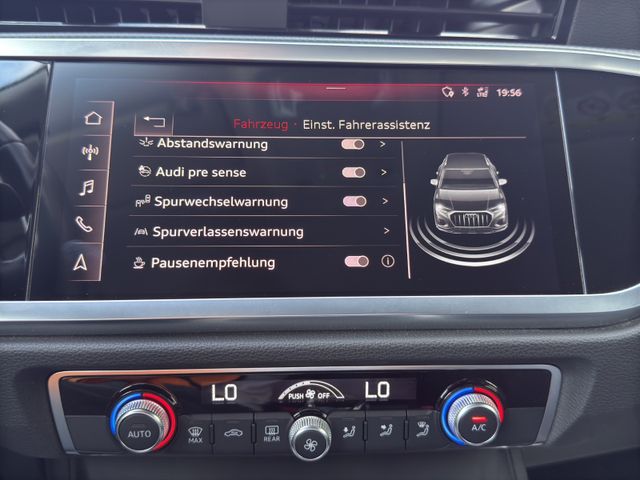 19:56
Fahrzeug · Einst. Fahrerassistenz
Abstandswarnung
Audi pre sense
Spurwechselwarnung
Spurverlassenswarnung
Pausenempfehlung
LO PUSH OFF LO
AUTO MAX REAR A/C